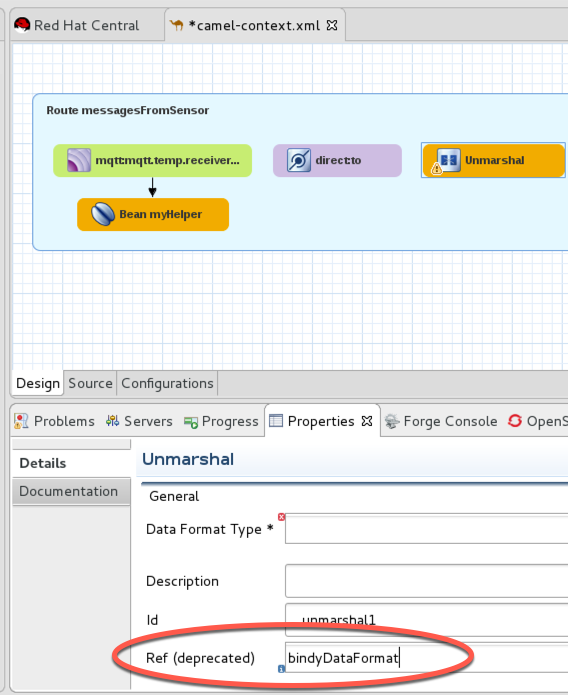 Red Hat Central
*camel-context.xml
Route messagesFromSensor
mqtt:mqtt.temp.receiver...
direct:to
Unmarshal
Bean myHelper
Design
Source
Configurations
Problems
Servers
Progress
Properties
Forge Console
OpenS
Details
Documentation
Unmarshal
General
Data Format Type *
Description
Id
_unmarshal1
Ref (deprecated)
bindyDataFormat